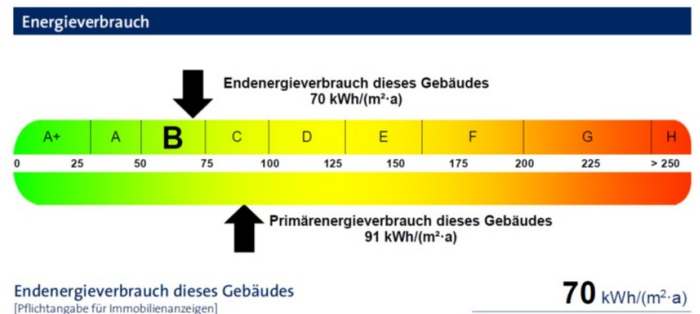 Energieverbrauch
Endenergieverbrauch dieses Gebäudes
70 kWh/(m²·a)
A+ A B C D E F G H
0 25 50 75 100 125 150 175 200 225 > 250
Primärenergieverbrauch dieses Gebäudes
91 kWh/(m²·a)
Endenergieverbrauch dieses Gebäudes 70 kWh/(m²·a)
[Pflichtangabe für Immobilienanzeigen]